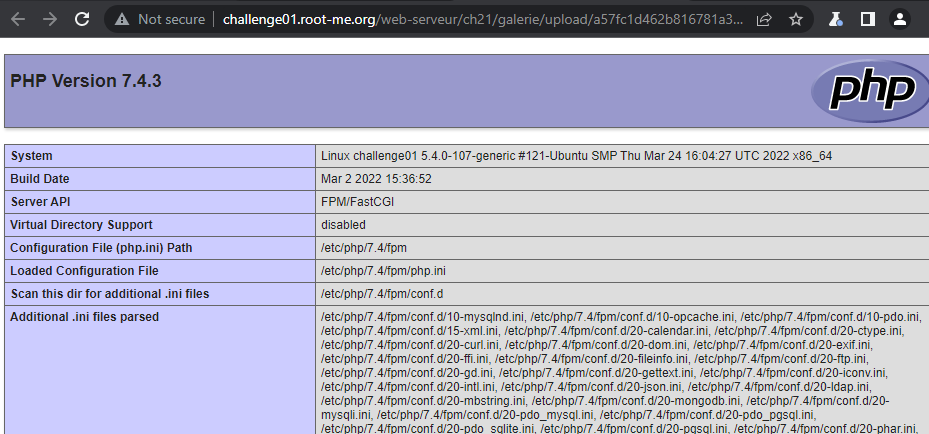 Not secure | challenge01.root-me.org/web-serveur/ch21/galerie/upload/a57fc1d462b816781a3...
PHP Version 7.4.3
php
System Linux challenge01 5.4.0-107-generic #121-Ubuntu SMP Thu Mar 24 16:04:27 UTC 2022 x86_64
Build Date Mar 2 2022 15:36:52
Server API FPM/FastCGI
Virtual Directory Support disabled
Configuration File (php.ini) Path /etc/php/7.4/fpm
Loaded Configuration File /etc/php/7.4/fpm/php.ini
Scan this dir for additional .ini files /etc/php/7.4/fpm/conf.d
Additional .ini files parsed /etc/php/7.4/fpm/conf.d/10-mysqlnd.ini, /etc/php/7.4/fpm/conf.d/10-opcache.ini, /etc/php/7.4/fpm/conf.d/10-pdo.ini,
/etc/php/7.4/fpm/conf.d/15-xml.ini, /etc/php/7.4/fpm/conf.d/20-calendar.ini, /etc/php/7.4/fpm/conf.d/20-ctype.ini,
/etc/php/7.4/fpm/conf.d/20-curl.ini, /etc/php/7.4/fpm/conf.d/20-dom.ini, /etc/php/7.4/fpm/conf.d/20-exif.ini,
/etc/php/7.4/fpm/conf.d/20-ffi.ini, /etc/php/7.4/fpm/conf.d/20-fileinfo.ini, /etc/php/7.4/fpm/conf.d/20-ftp.ini,
/etc/php/7.4/fpm/conf.d/20-gd.ini, /etc/php/7.4/fpm/conf.d/20-gettext.ini, /etc/php/7.4/fpm/conf.d/20-iconv.ini,
/etc/php/7.4/fpm/conf.d/20-intl.ini, /etc/php/7.4/fpm/conf.d/20-json.ini, /etc/php/7.4/fpm/conf.d/20-ldap.ini,
/etc/php/7.4/fpm/conf.d/20-mbstring.ini, /etc/php/7.4/fpm/conf.d/20-mongodb.ini, /etc/php/7.4/fpm/conf.d/20-
mysqli.ini, /etc/php/7.4/fpm/conf.d/20-pdo_mysql.ini, /etc/php/7.4/fpm/conf.d/20-pdo_pgsql.ini,
/etc/php/7.4/fpm/conf.d/20-pdo_sqlite.ini, /etc/php/7.4/fpm/conf.d/20-pgsql.ini, /etc/php/7.4/fpm/conf.d/20-phar.ini,